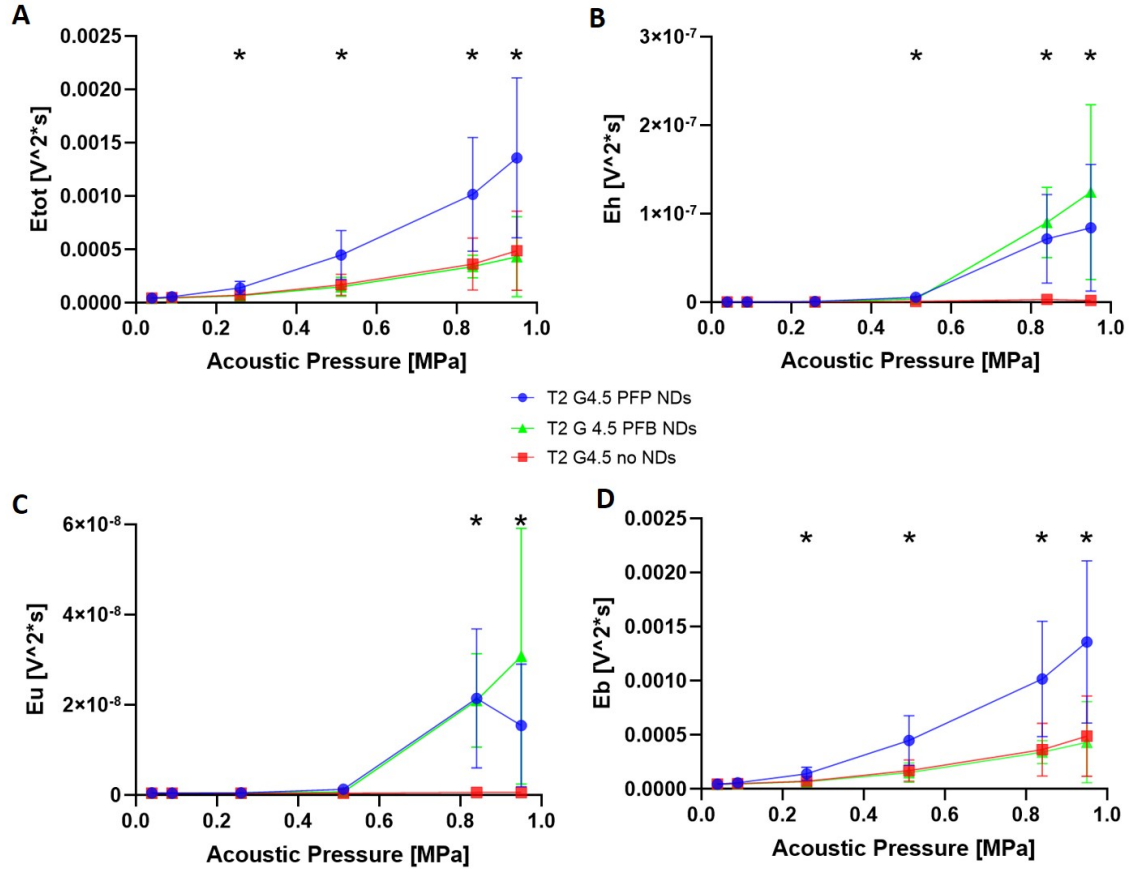 A
0.0025
0.0020
0.0015
0.0010
0.0005
0.0000
Etot [V^2*s]
* * * *
0.0 0.2 0.4 0.6 0.8 1.0
Acoustic Pressure [MPa]
B
3×10-7
2×10-7
1×10-7
0
Eh [V^2*s]
* * *
0.0 0.2 0.4 0.6 0.8 1.0
Acoustic Pressure [MPa]
T2 G4.5 PFP NDs
T2 G 4.5 PFB NDs
T2 G4.5 no NDs
C
6×10-8
4×10-8
2×10-8
0
Eu [V^2*s]
* *
0.0 0.2 0.4 0.6 0.8 1.0
Acoustic Pressure [MPa]
D
0.0025
0.0020
0.0015
0.0010
0.0005
0.0000
Eb [V^2*s]
* * * *
0.0 0.2 0.4 0.6 0.8 1.0
Acoustic Pressure [MPa]